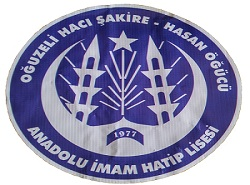 OĞUZELİ HACI ŞAKİRE - HASAN ÖĞÜCÜ
1977
ANADOLU İMAM HATİP LİSESİ